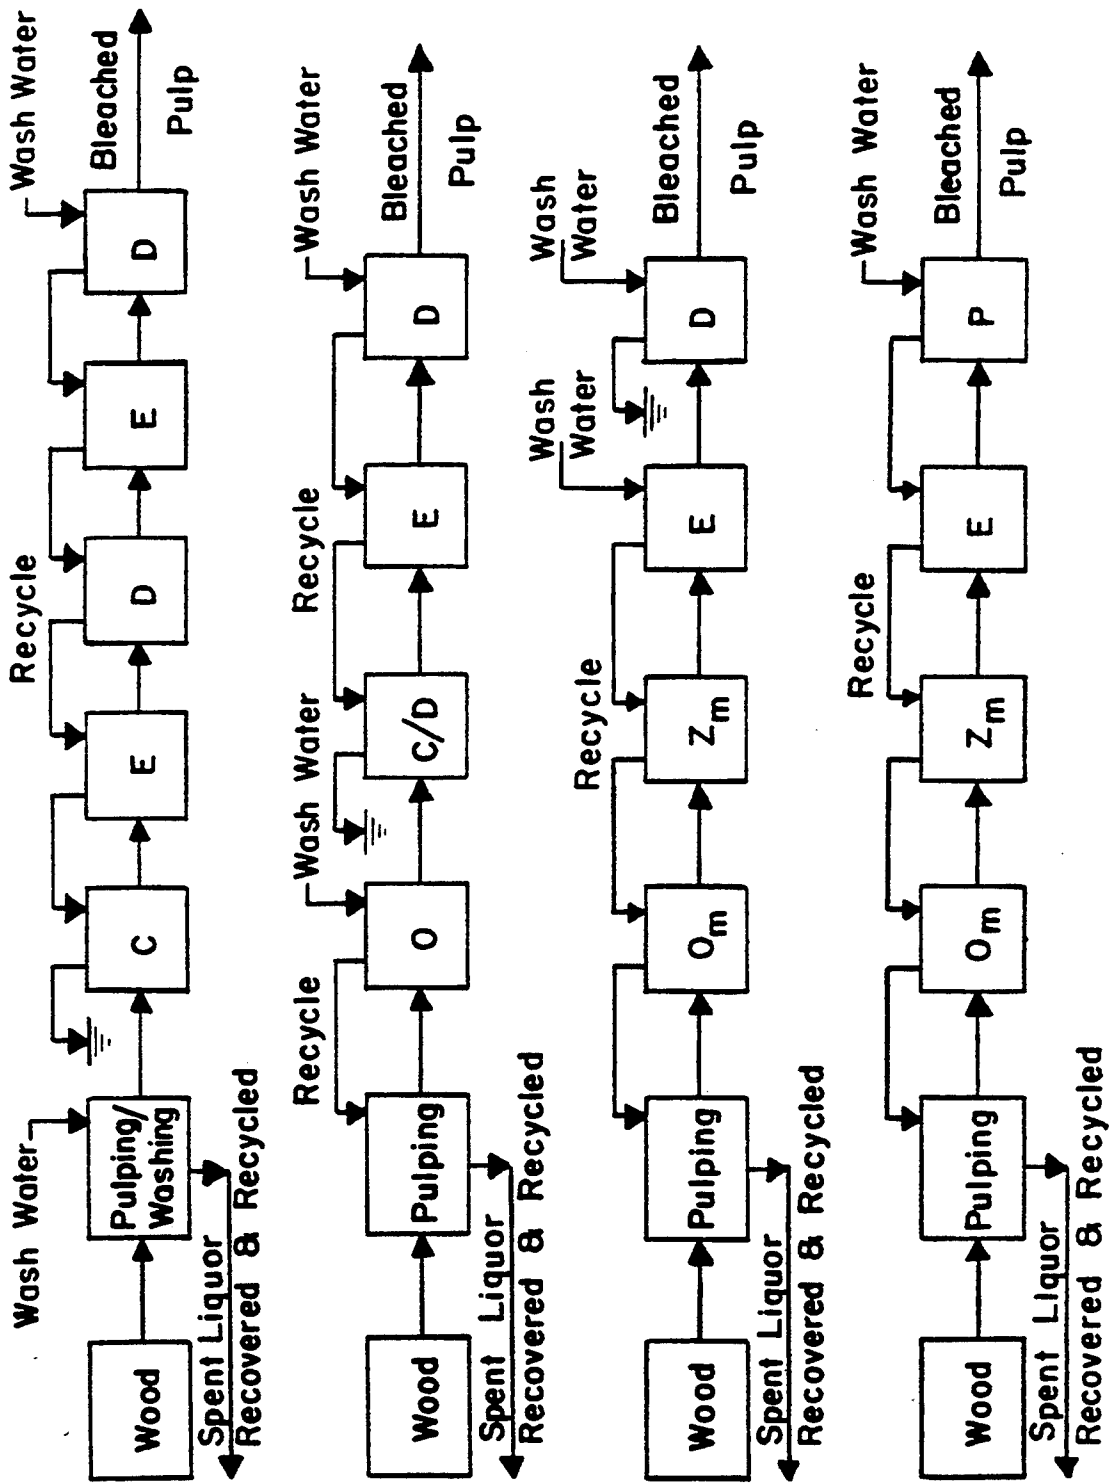 Wash Water
Wash Water
Recycle
Wood
Pulping/
Washing
C
E
D
E
D
Bleached
Pulp
Spent Liquor
Recovered & Recycled
Recycle
Wash Water
Recycle
Wash Water
Wood
Pulping
O
C/D
E
D
Bleached
Pulp
Spent Liquor
Recovered & Recycled
Recycle
Wash
Water
Wash
Water
Wood
Pulping
Om
Zm
E
D
Bleached
Pulp
Spent Liquor
Recovered & Recycled
Recycle
Wash Water
Wood
Pulping
Om
Zm
E
P
Bleached
Pulp
Spent Liquor
Recovered & Recycled